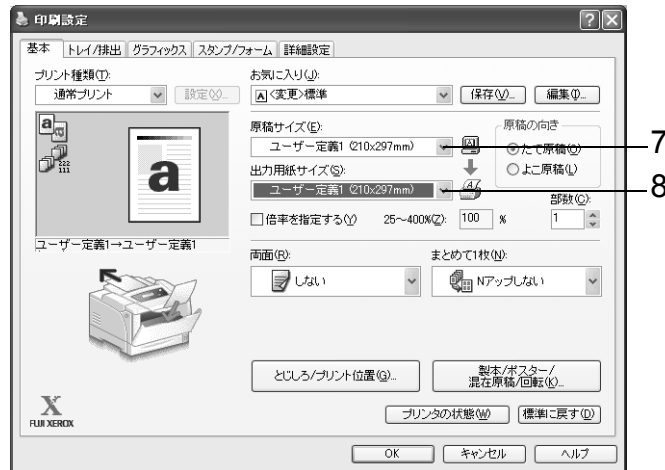 印刷設定
基本 トレイ/排出 グラフィックス スタンプ/フォーム 詳細設定
プリント種類(T):
通常プリント 設定(X)...
お気に入り(J):
A <変更>標準 保存(V)... 編集(I)...
原稿サイズ(E):
ユーザー定義1 (210x297mm)
7
出力用紙サイズ(S):
ユーザー定義1 (210x297mm)
8
原稿の向き
たて原稿(O)
よこ原稿(L)
倍率を指定する(Y) 25～400%(Z): 100 %
部数(C):
1
a a
222
111
a
ユーザー定義1→ユーザー定義1
両面(R):
しない
まとめて1枚(N):
Nアップしない
とじしろ/プリント位置(G)...
製本/ポスター/
混在原稿/回転(K)...
X
FUJI XEROX
プリンタの状態(W) 標準に戻す(D)
OK キャンセル ヘルプ